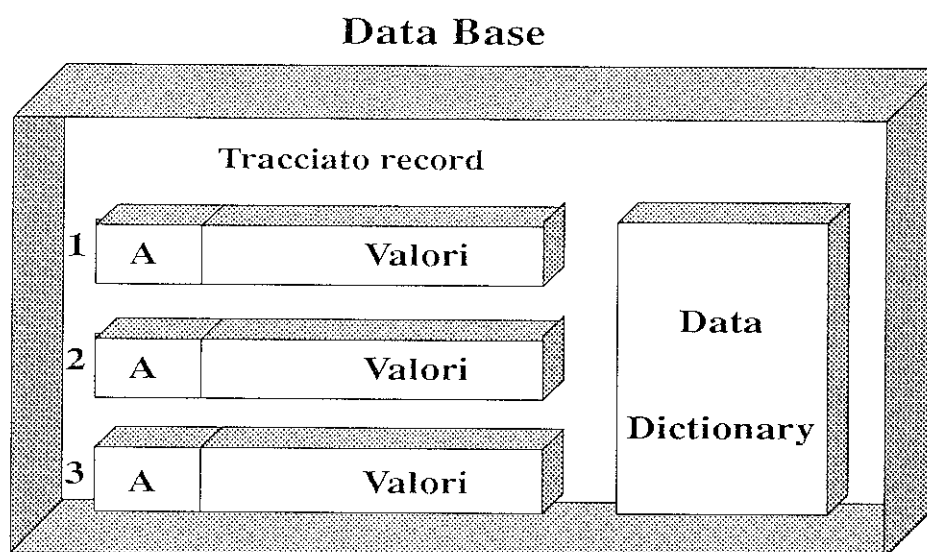 Data Base
Tracciato record
1 A Valori
2 A Valori
3 A Valori
Data
Dictionary